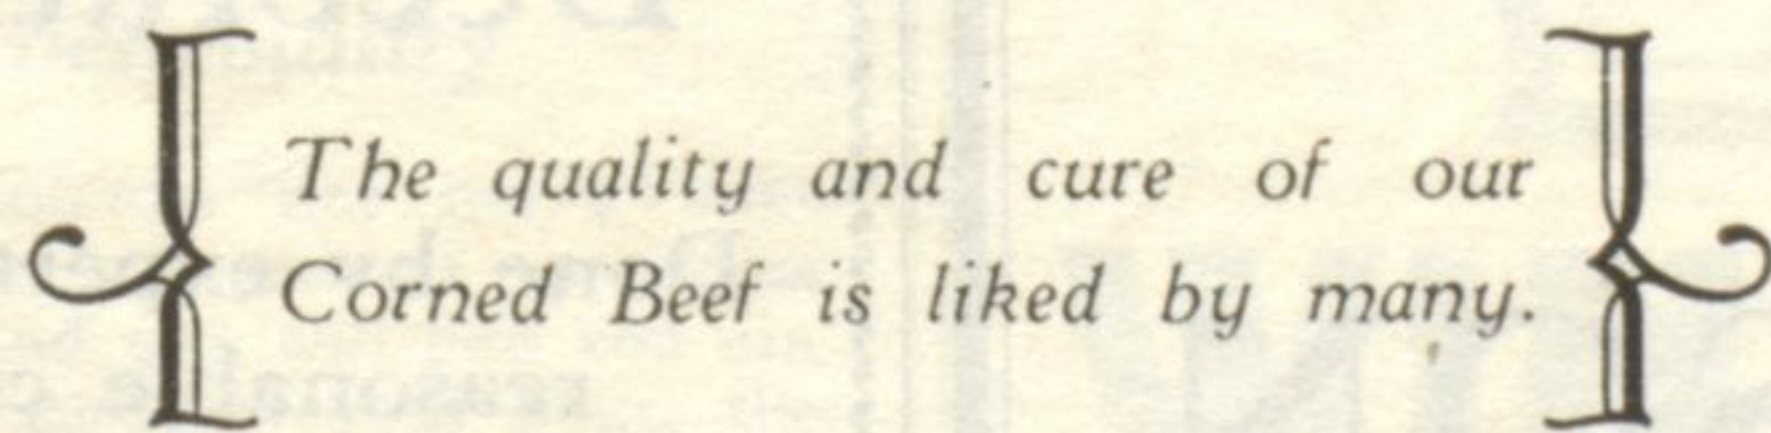 The quality and cure of our
Corned Beef is liked by many.